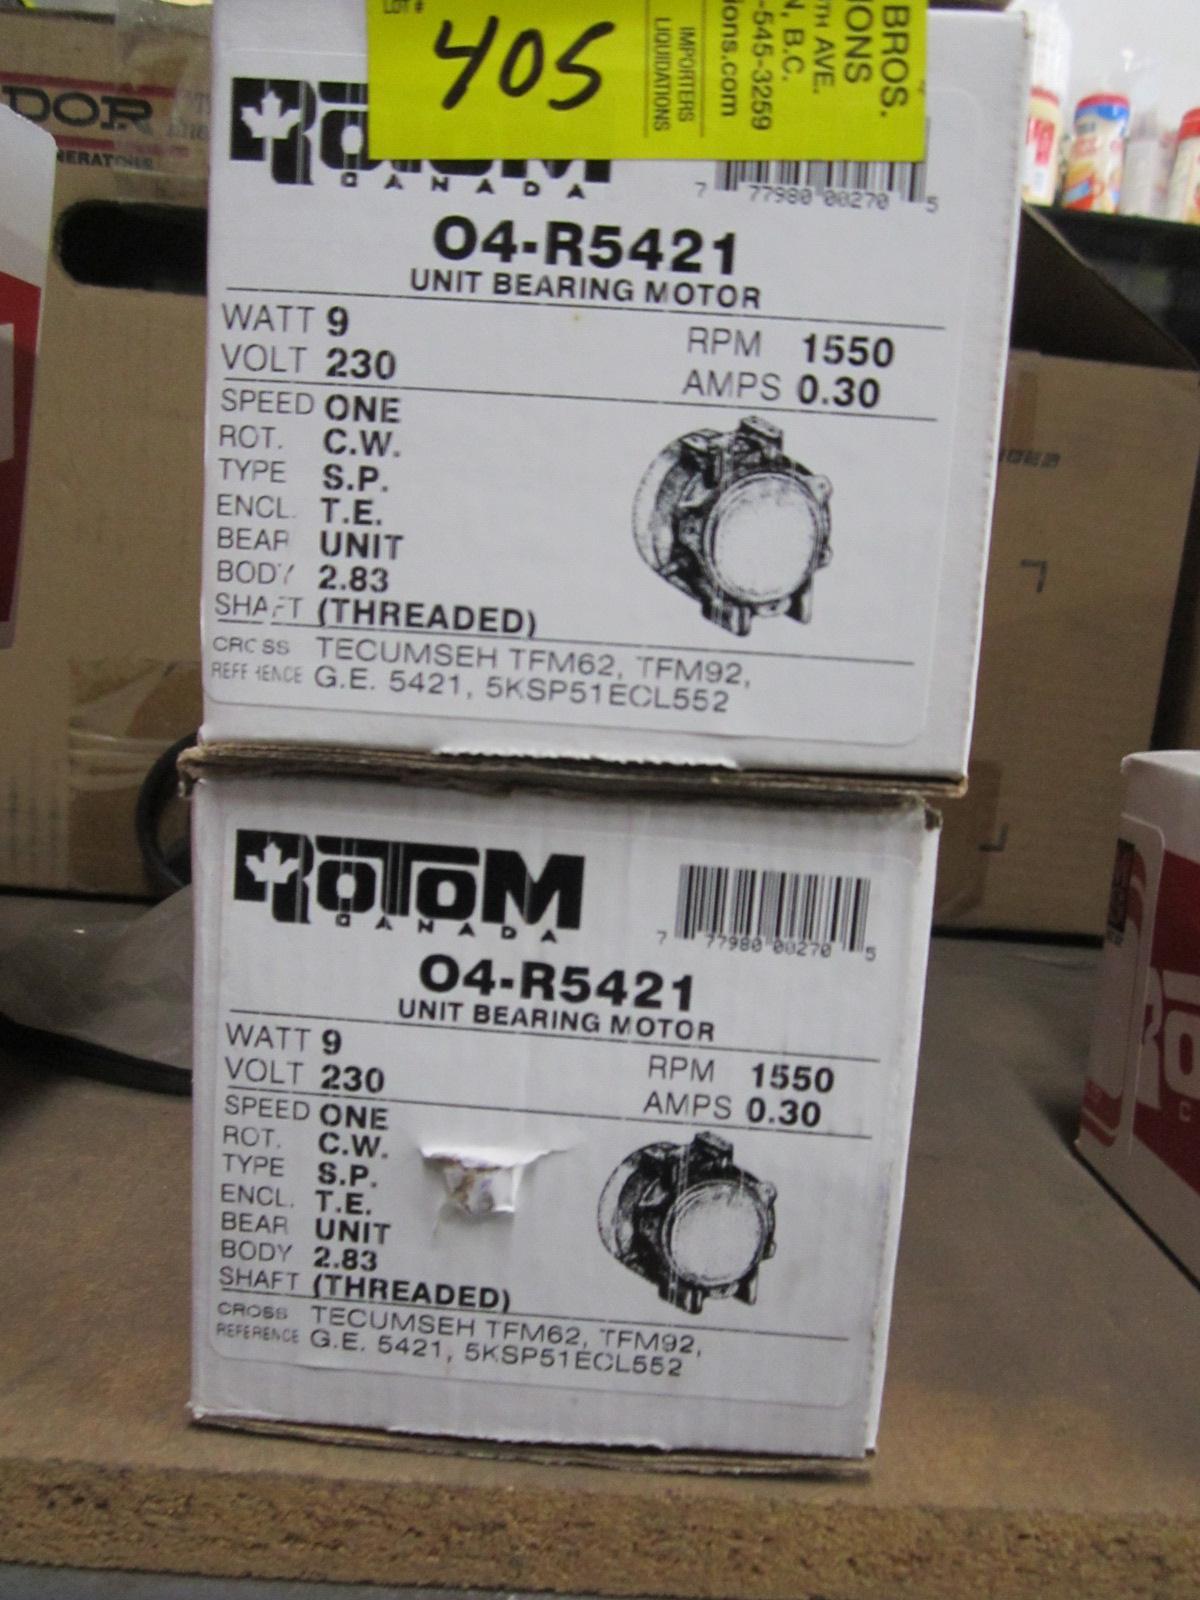 LOT #
405
IMPORTERS
LIQUIDATIONS
BROS.
IONS
TH AVE.
N, B.C.
-545-3259
ions.com
ROTOM
CANADA
7 77980 00270 5
O4-R5421
UNIT BEARING MOTOR
WATT 9
RPM 1550
VOLT 230
AMPS 0.30
SPEED ONE
ROT. C.W.
TYPE S.P.
ENCL. T.E.
BEAR UNIT
BODY 2.83
SHAFT (THREADED)
CROSS REFERENCE TECUMSEH TFM62, TFM92,
G.E. 5421, 5KSP51ECL552
ROTOM
CANADA
7 77980 00270 5
O4-R5421
UNIT BEARING MOTOR
WATT 9
RPM 1550
VOLT 230
AMPS 0.30
SPEED ONE
ROT. C.W.
TYPE S.P.
ENCL. T.E.
BEAR UNIT
BODY 2.83
SHAFT (THREADED)
CROSS REFERENCE TECUMSEH TFM62, TFM92,
G.E. 5421, 5KSP51ECL552
DOR
NERATORS